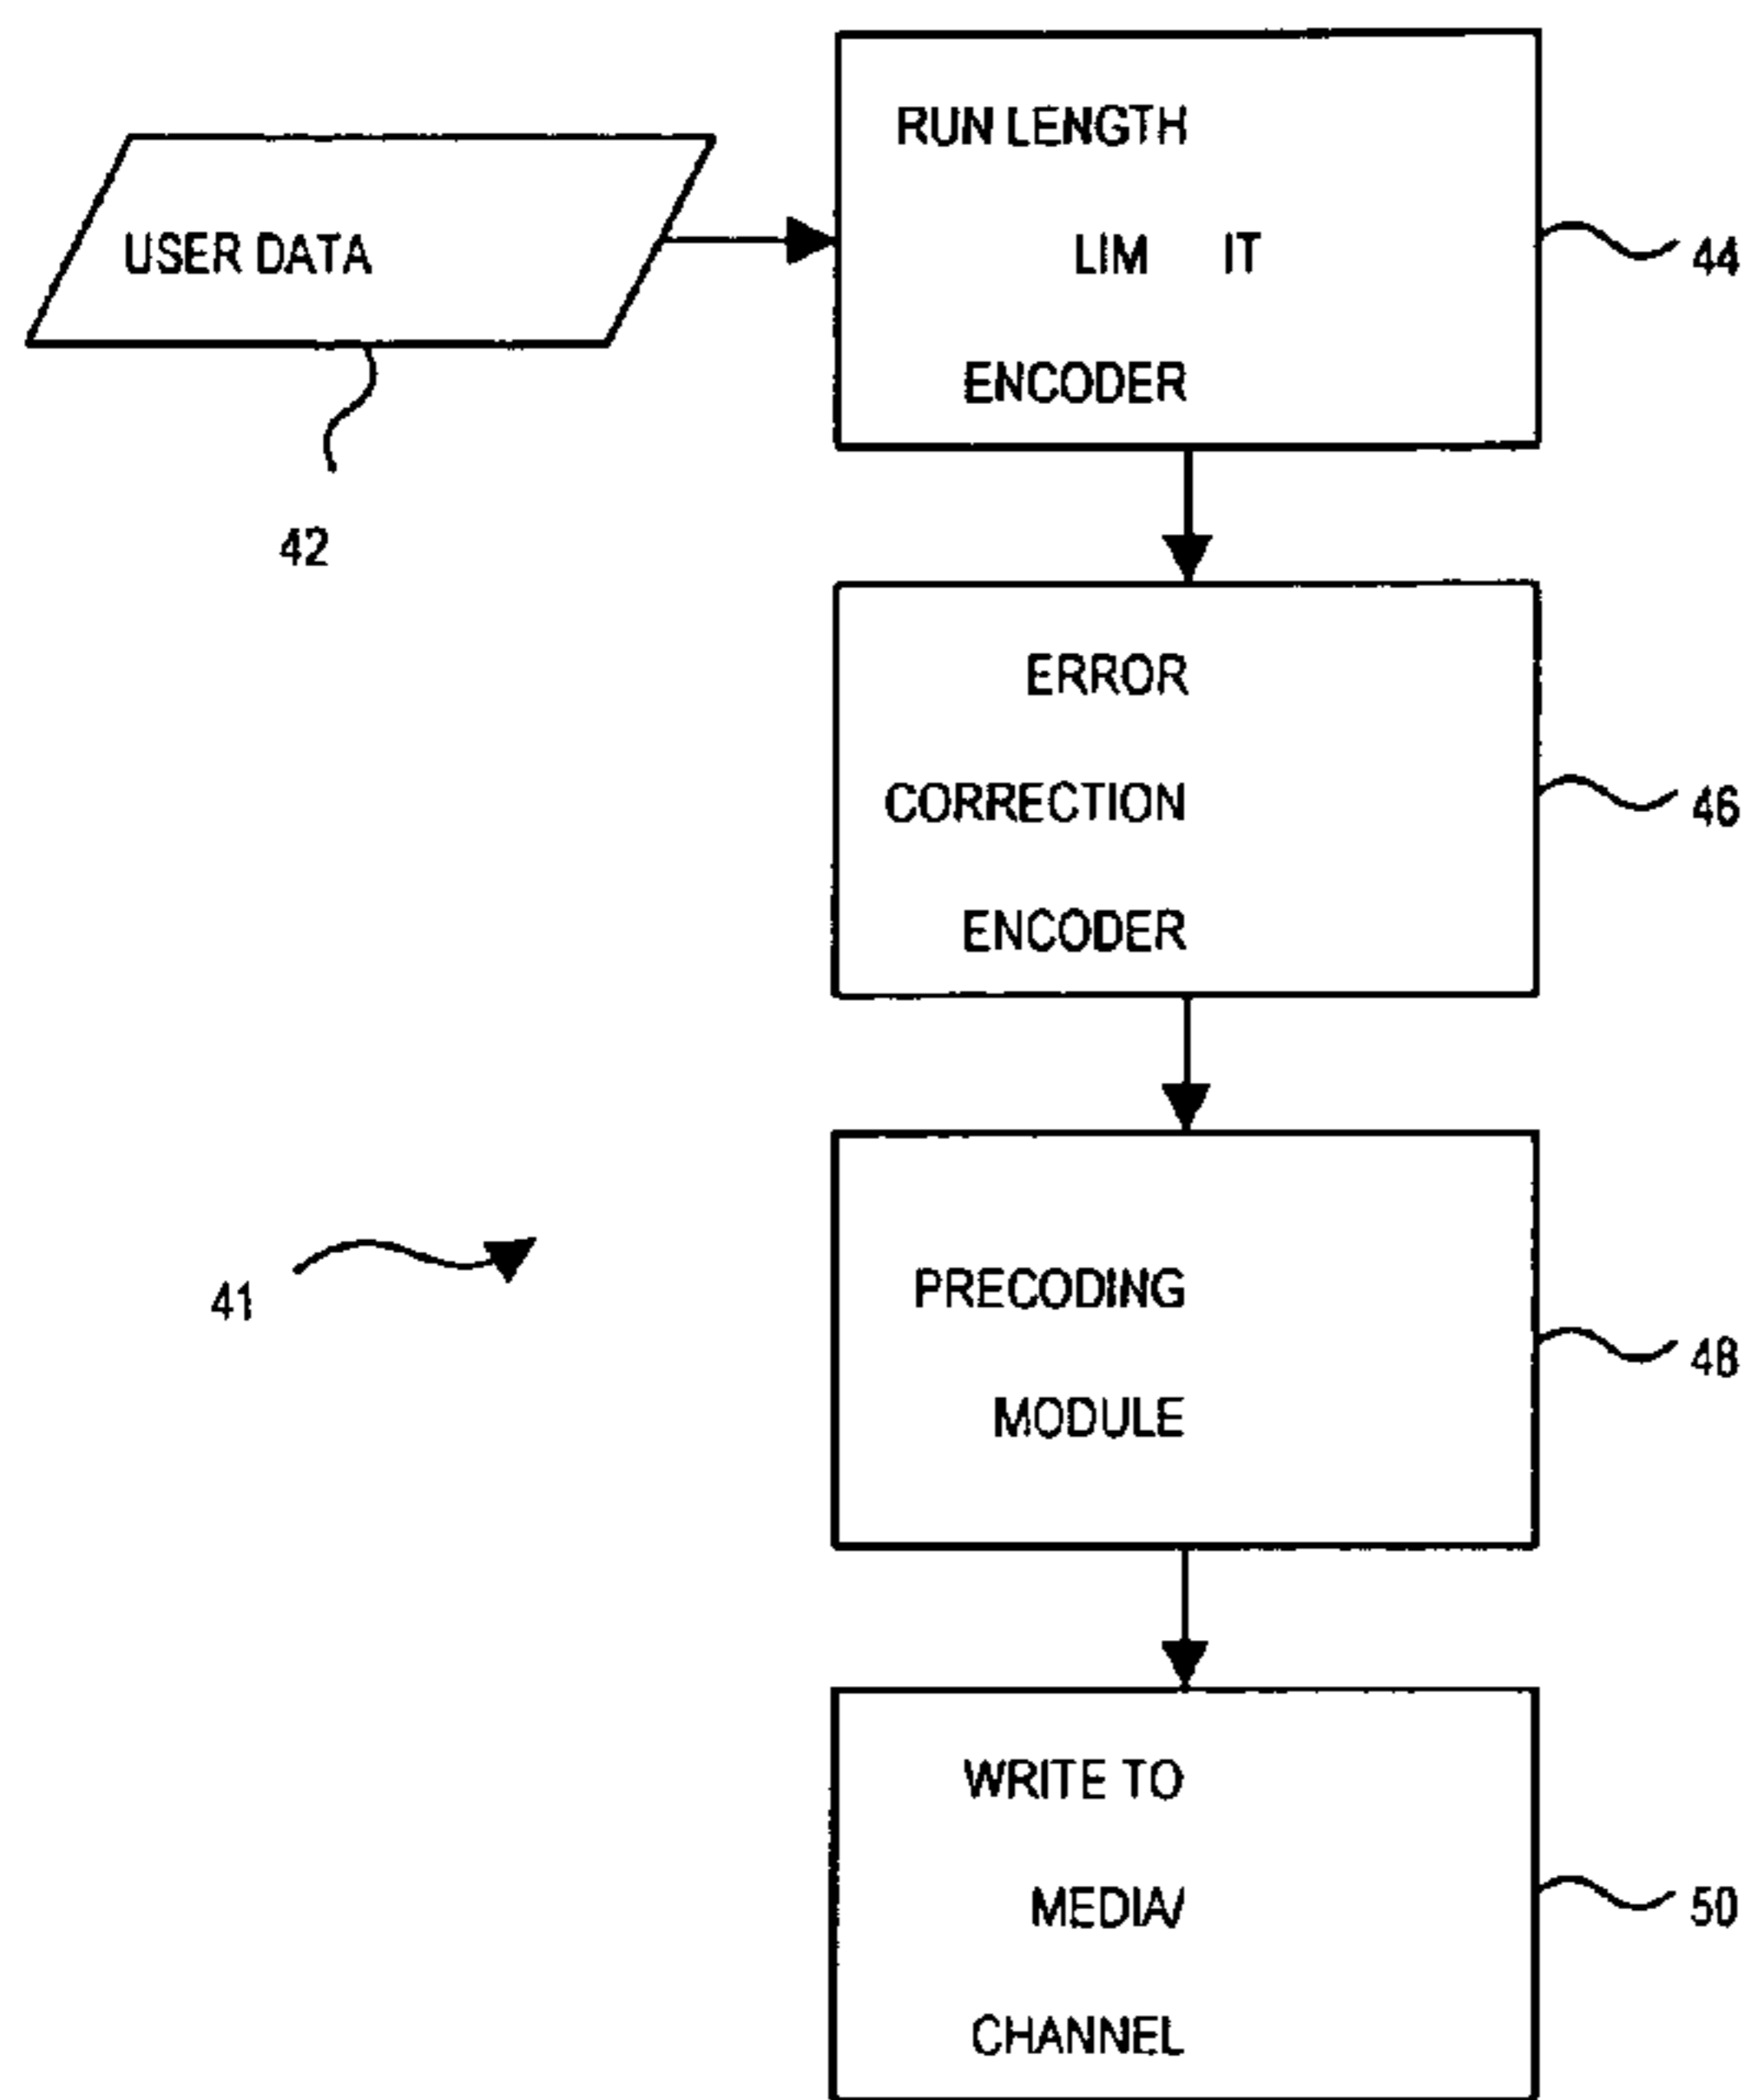 RUN LENGTH
USER DATA
LIM IT
44
ENCODER
42
ERROR
CORRECTION
46
ENCODER
41
PRECODING
48
MODULE
WRITE TO
MEDIA/
50
CHANNEL